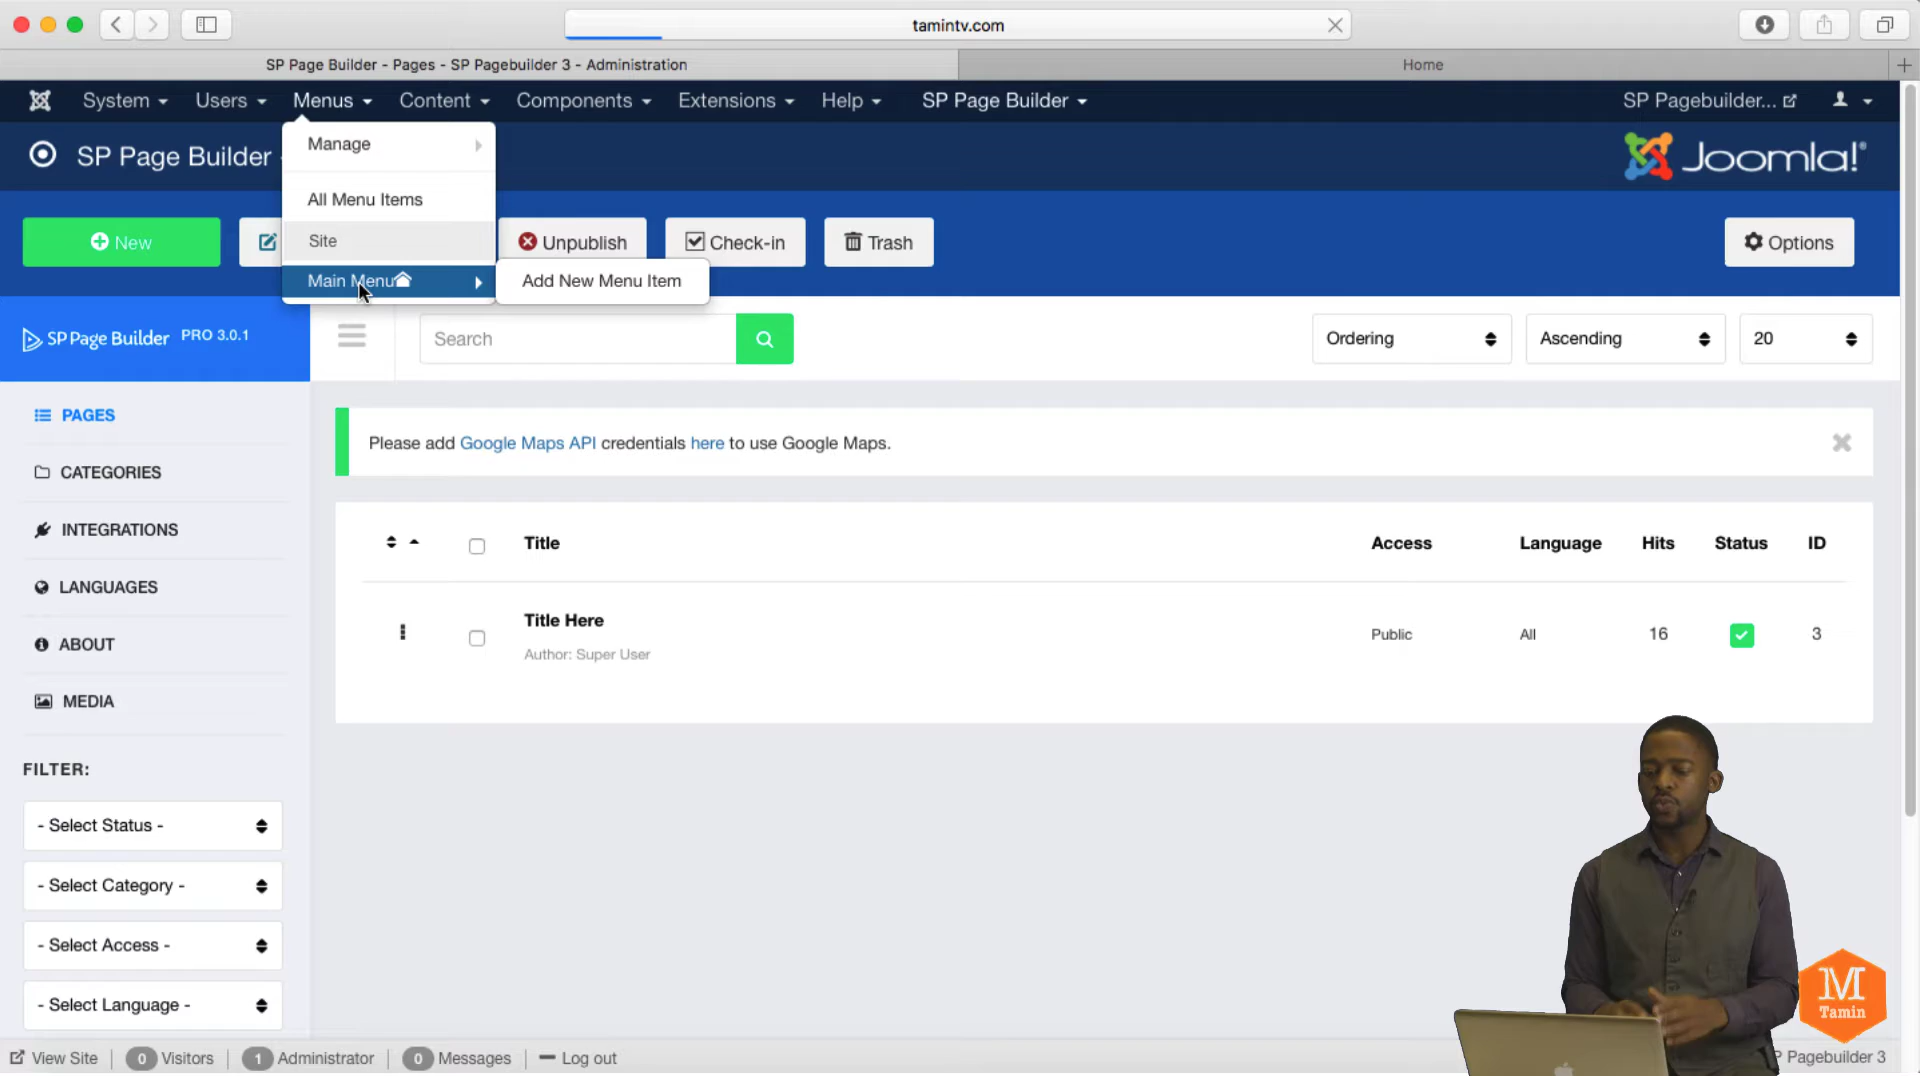 tamintv.com
SP Page Builder - Pages - SP Pagebuilder 3 - Administration
Home
System Users Menus Content Components Extensions Help SP Page Builder
SP Pagebuilder...
SP Page Builder
Joomla!®
Manage
All Menu Items
Site
Main Menu
Add New Menu Item
New
Unpublish
Check-in
Trash
Options
SP Page Builder PRO 3.0.1
Search
Ordering
Ascending
20
PAGES
CATEGORIES
INTEGRATIONS
LANGUAGES
ABOUT
MEDIA
FILTER:
- Select Status -
- Select Category -
- Select Access -
- Select Language -
Please add Google Maps API credentials here to use Google Maps.
Title Access Language Hits Status ID
Title Here Public All 16 3
Author: Super User
M
Tamin
View Site 0 Visitors 1 Administrator 0 Messages Log out
P Pagebuilder 3